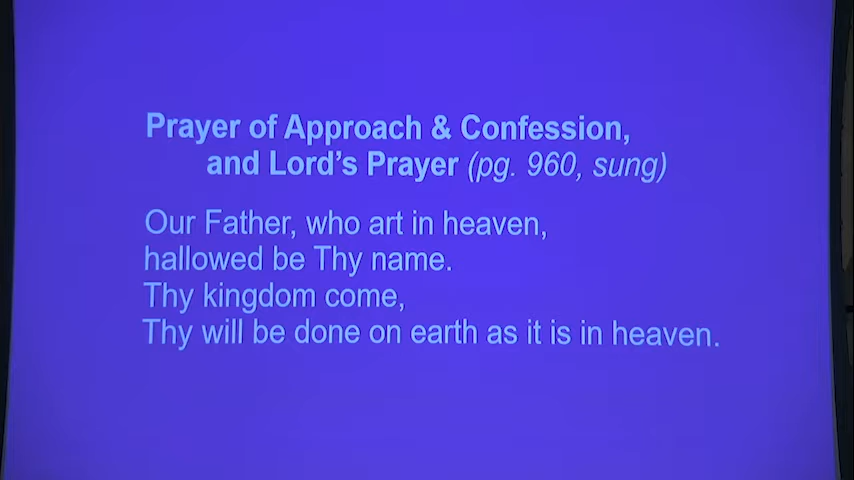 Prayer of Approach & Confession,
and Lord’s Prayer (pg. 960, sung)
Our Father, who art in heaven,
hallowed be Thy name.
Thy kingdom come,
Thy will be done on earth as it is in heaven.